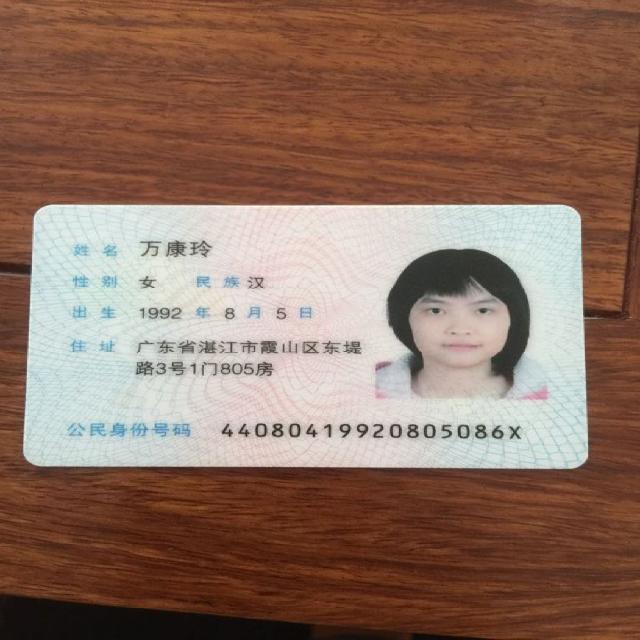 姓名 万康玲
性别 女 民族 汉
出生 1992 年 8 月 5 日
住址 广东省湛江市霞山区东堤
路3号1门805房
公民身份号码 44080419920805086X